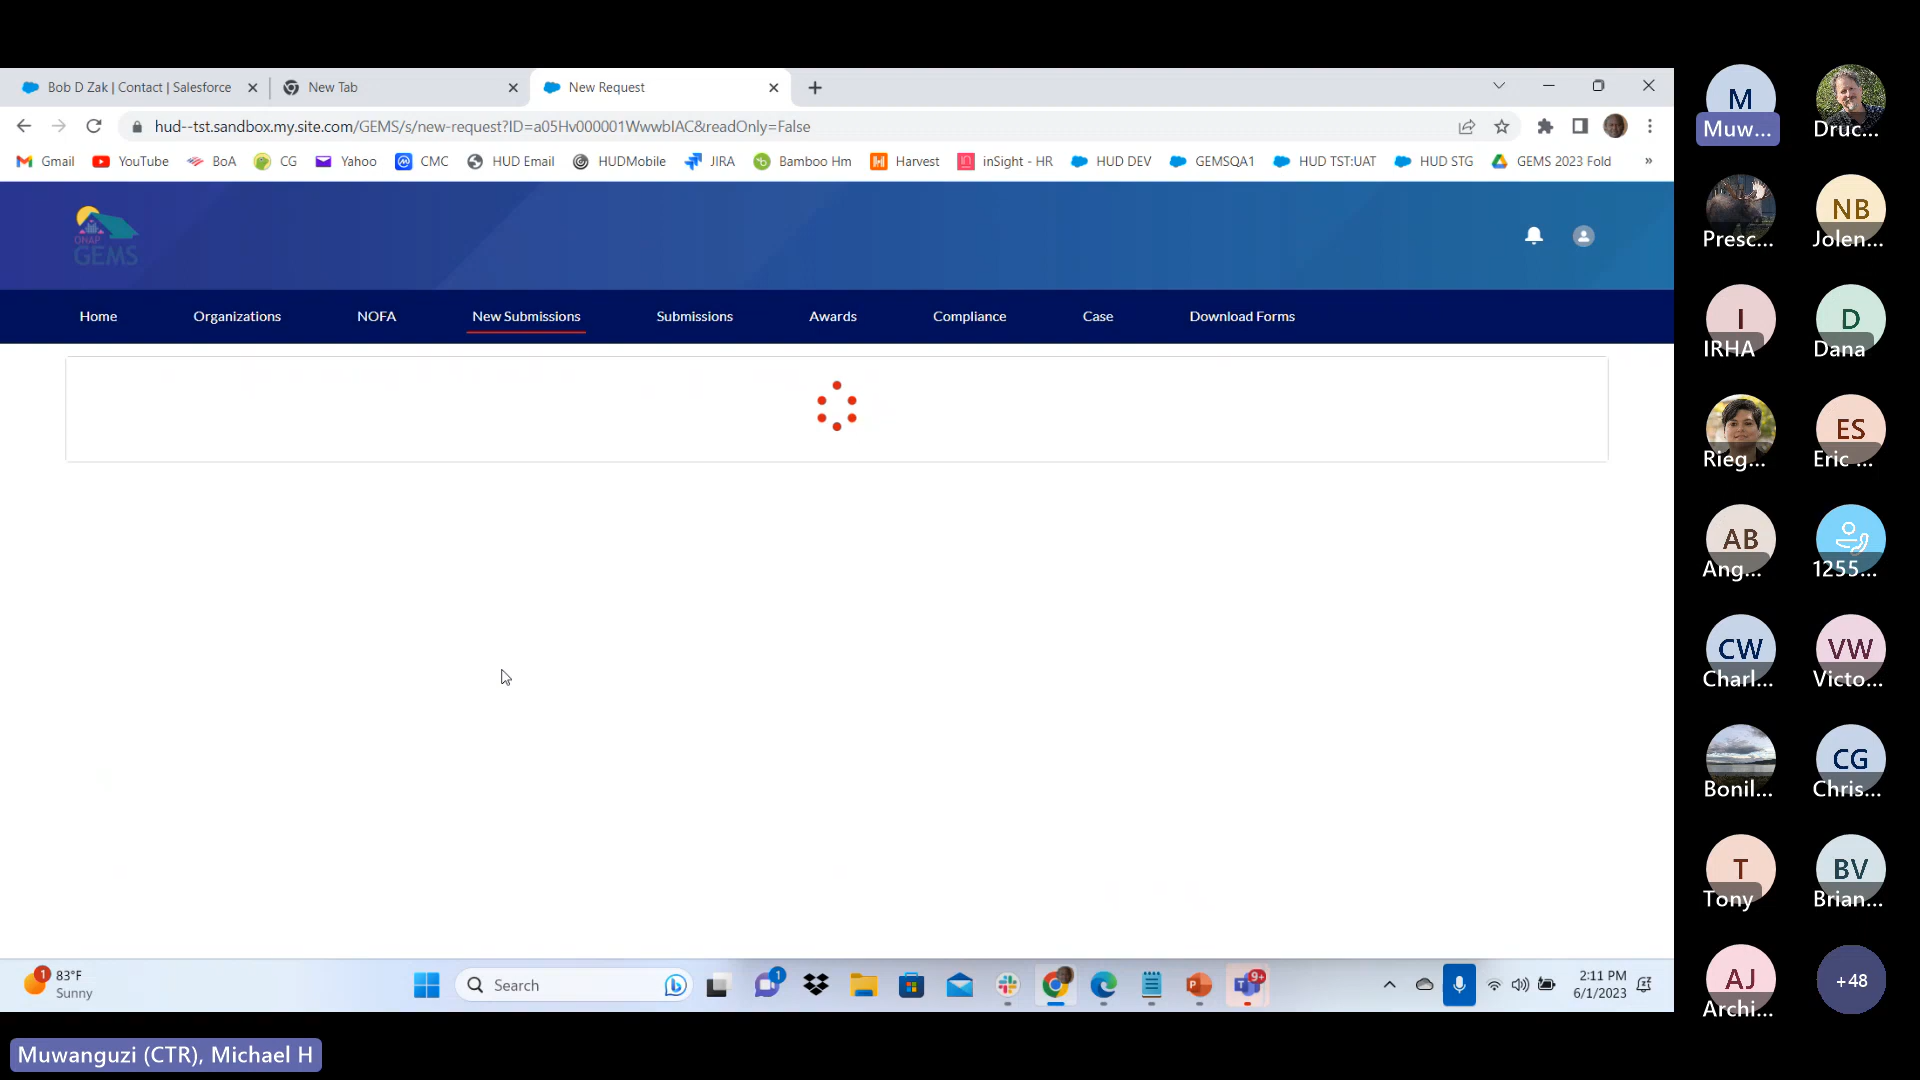 Bob D Zak | Contact | Salesforce
New Tab
New Request
hud--tst.sandbox.my.site.com/GEMS/s/new-request?ID=a05Hv000001WwwbIAC&readOnly=False
Gmail YouTube BoA CG Yahoo CMC HUD Email HUDMobile JIRA Bamboo Hm Harvest inSight - HR HUD DEV GEMSQA1 HUD TST:UAT HUD STG GEMS 2023 Fold »
ONAP
GEMS
Home Organizations NOFA New Submissions Submissions Awards Compliance Case Download Forms
1
83°F
Sunny
Search
1
9+
2:11 PM
6/1/2023
M
Muw...
Druc...
Presc...
NB
Jolen...
I
IRHA
D
Dana
Rieg...
ES
Eric ...
AB
Ang...
1255...
CW
Charl...
VW
Victo...
Bonil...
CG
Chris...
T
Tony
BV
Brian...
AJ
Archi...
+48
Muwanguzi (CTR), Michael H